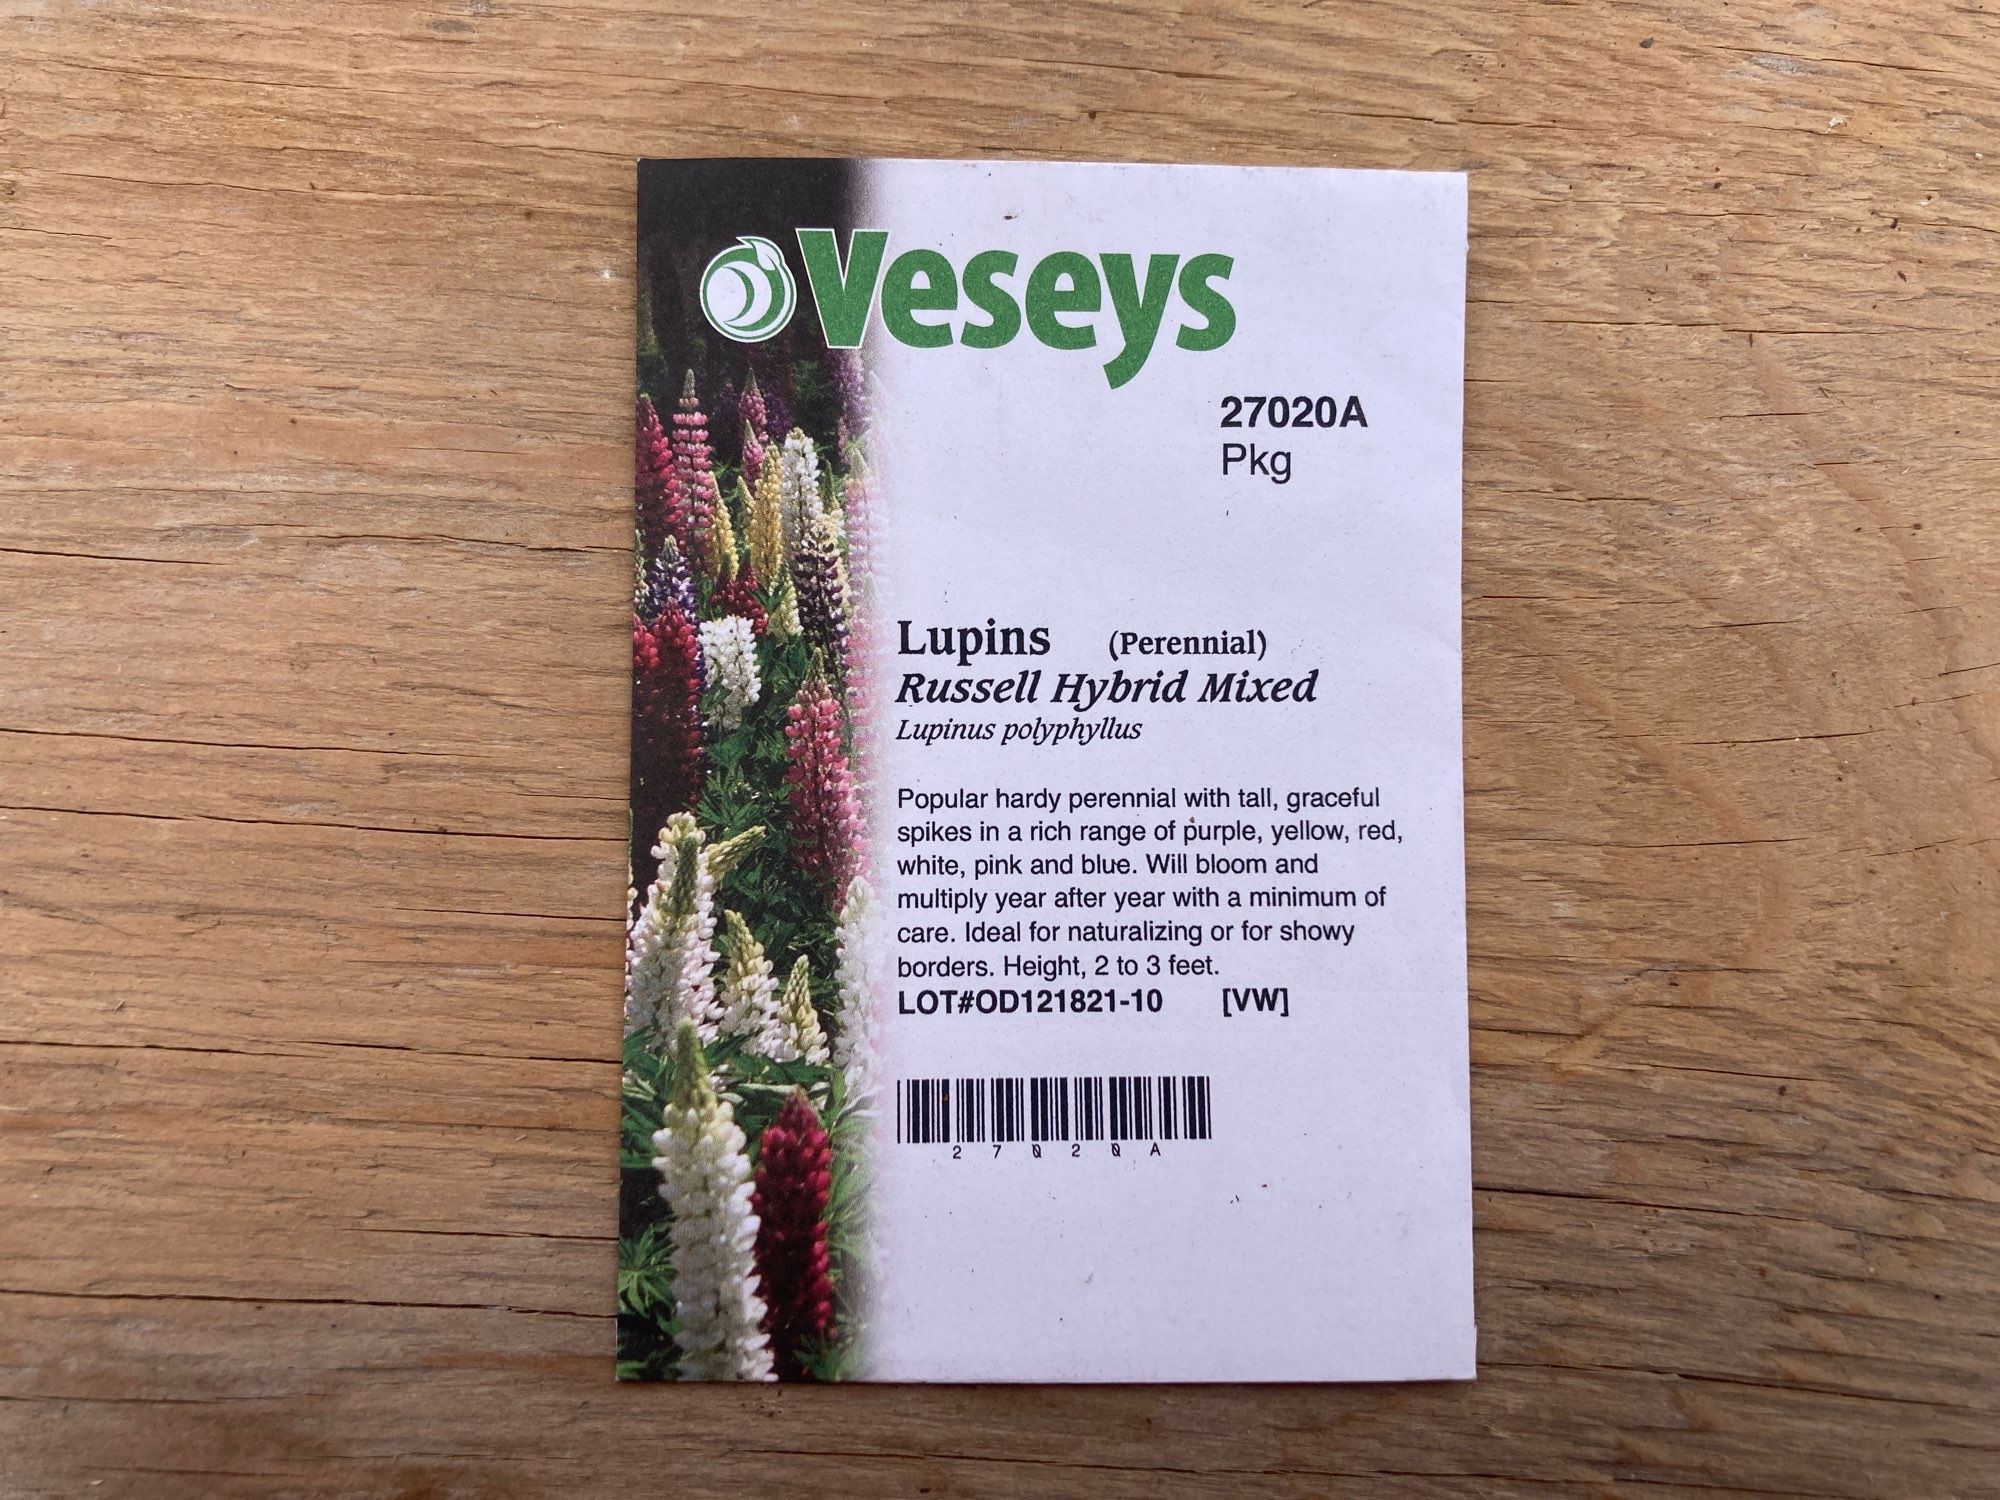 Veseys
27020A
Pkg
Lupins (Perennial)
Russell Hybrid Mixed
Lupinus polyphyllus
Popular hardy perennial with tall, graceful
spikes in a rich range of purple, yellow, red,
white, pink and blue. Will bloom and
multiply year after year with a minimum of
care. Ideal for naturalizing or for showy
borders. Height, 2 to 3 feet.
LOT#OD121821-10 [VW]
27020A